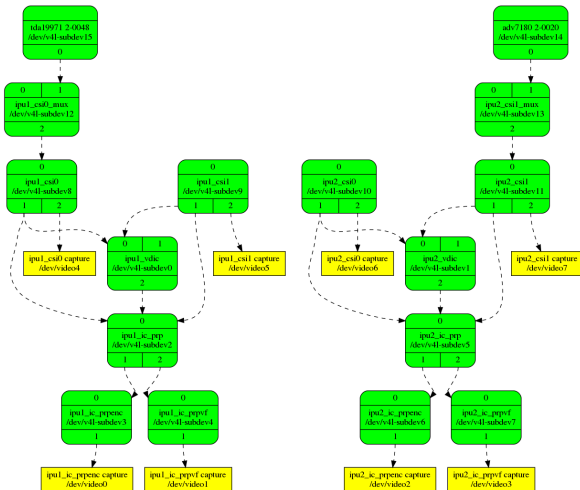 tda19971 2-0048
/dev/v4l-subdev15
0
adv7180 2-0020
/dev/v4l-subdev14
0
0 1
ipu1_csi0_mux
/dev/v4l-subdev12
2
0 1
ipu2_csi1_mux
/dev/v4l-subdev13
2
0
ipu1_csi0
/dev/v4l-subdev8
1 2
0
ipu1_csi1
/dev/v4l-subdev9
1 2
0
ipu2_csi0
/dev/v4l-subdev10
1 2
0
ipu2_csi1
/dev/v4l-subdev11
1 2
ipu1_csi0 capture
/dev/video4
0 1
ipu1_vdic
/dev/v4l-subdev0
2
ipu1_csi1 capture
/dev/video5
ipu2_csi0 capture
/dev/video6
0 1
ipu2_vdic
/dev/v4l-subdev1
2
ipu2_csi1 capture
/dev/video7
0
ipu1_ic_prp
/dev/v4l-subdev2
1 2
0
ipu2_ic_prp
/dev/v4l-subdev5
1 2
0
ipu1_ic_prpenc
/dev/v4l-subdev3
1
0
ipu1_ic_prpvf
/dev/v4l-subdev4
1
0
ipu2_ic_prpenc
/dev/v4l-subdev6
1
0
ipu2_ic_prpvf
/dev/v4l-subdev7
1
ipu1_ic_prpenc capture
/dev/video0
ipu1_ic_prpvf capture
/dev/video1
ipu2_ic_prpenc capture
/dev/video2
ipu2_ic_prpvf capture
/dev/video3